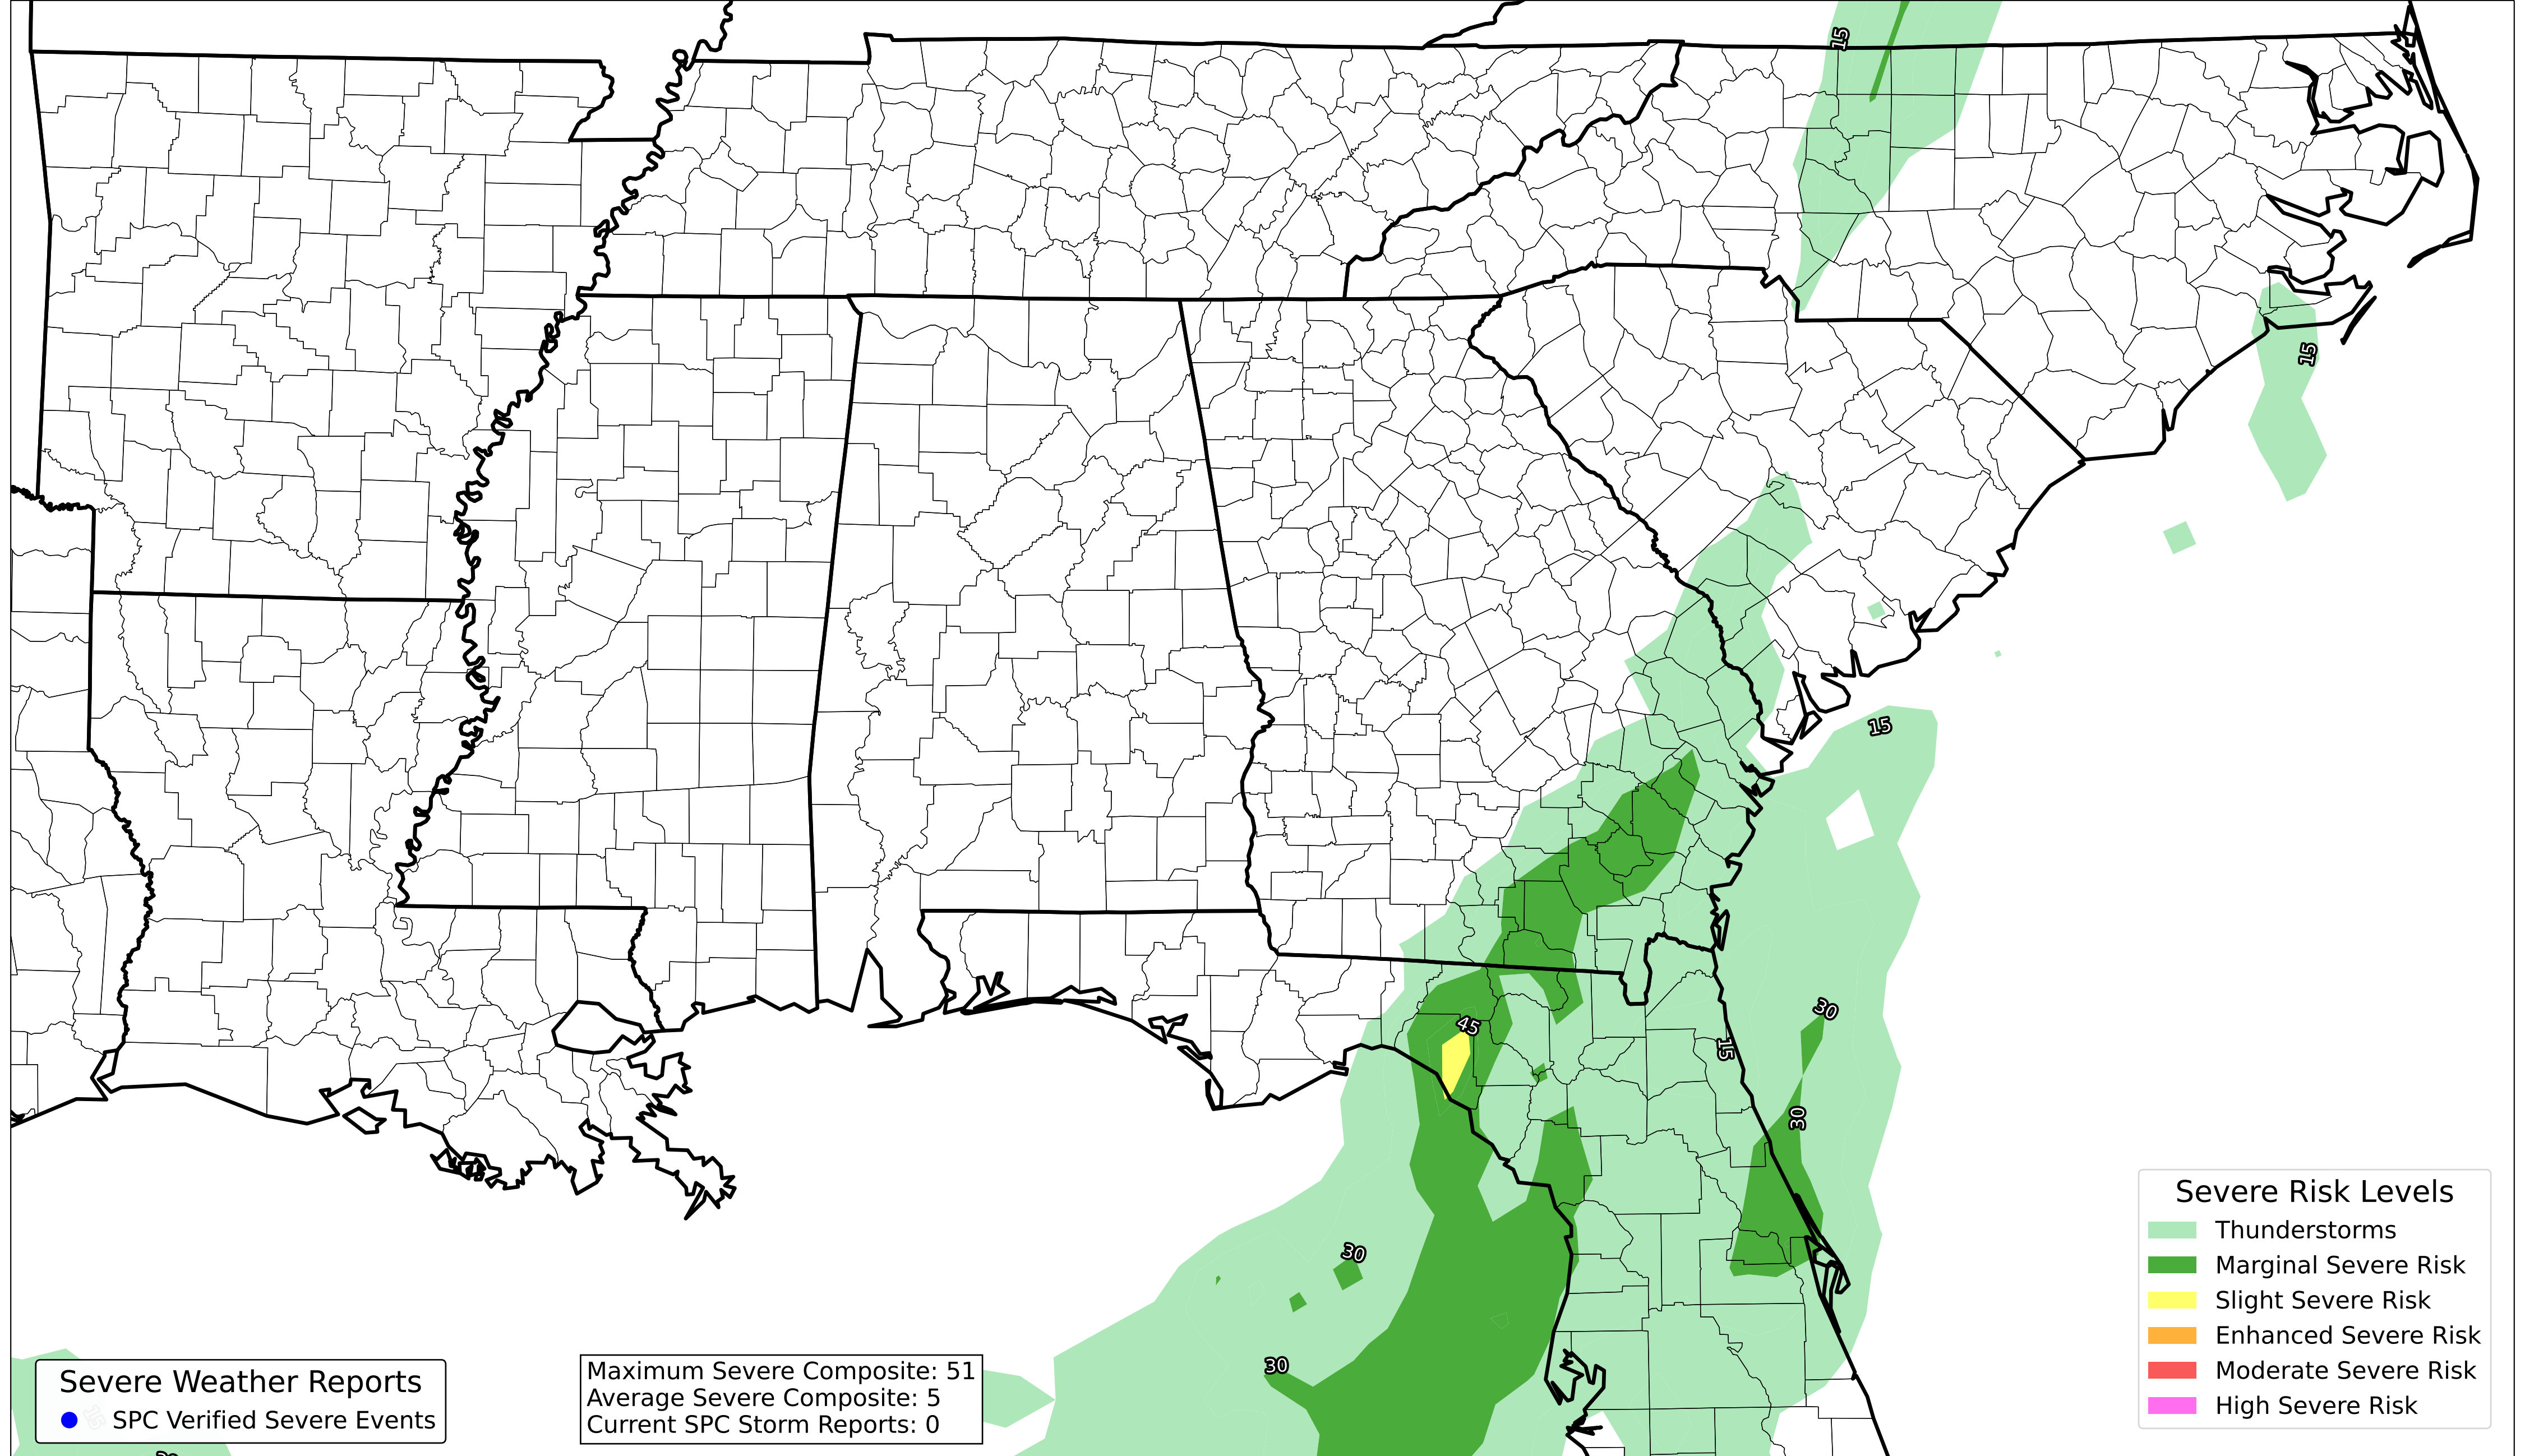 15
15
15
30
45
15
30
30
30
Severe Risk Levels
Thunderstorms
Marginal Severe Risk
Slight Severe Risk
Enhanced Severe Risk
Moderate Severe Risk
High Severe Risk
Severe Weather Reports
SPC Verified Severe Events
Maximum Severe Composite: 51
Average Severe Composite: 5
Current SPC Storm Reports: 0